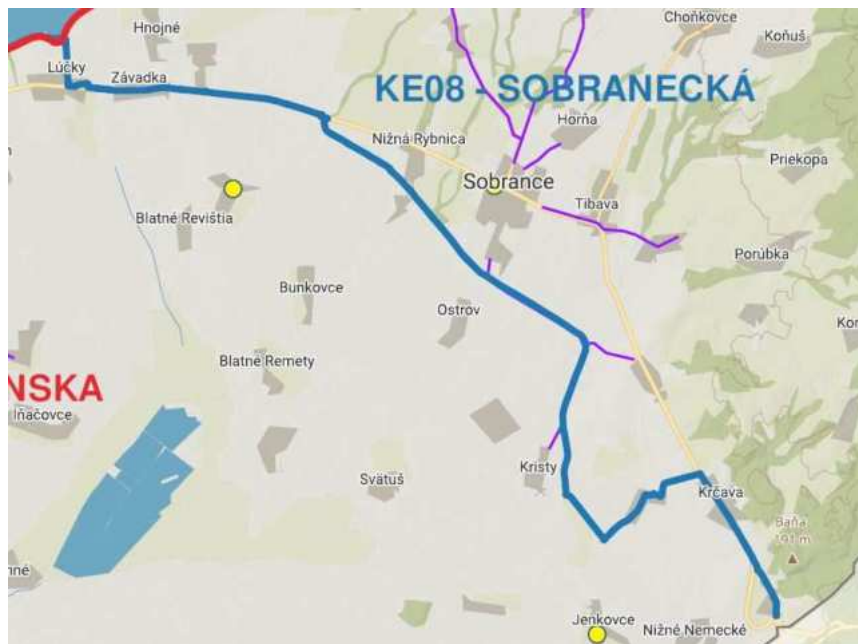 Choňkovce
Hnojné
Koňuš
Lúčky
Závadka
KE08 - SOBRANECKÁ
Horňa
Nižná Rybnica
Priekopa
Sobrance
Tibava
Blatné Revištia
Porúbka
Bunkovce
Ostrov
Blatné Remety
NSKA
Iňačovce
Kristy
Svätuš
Krčava
Baňa
191 m
Jenkovce
Nižné Nemecké